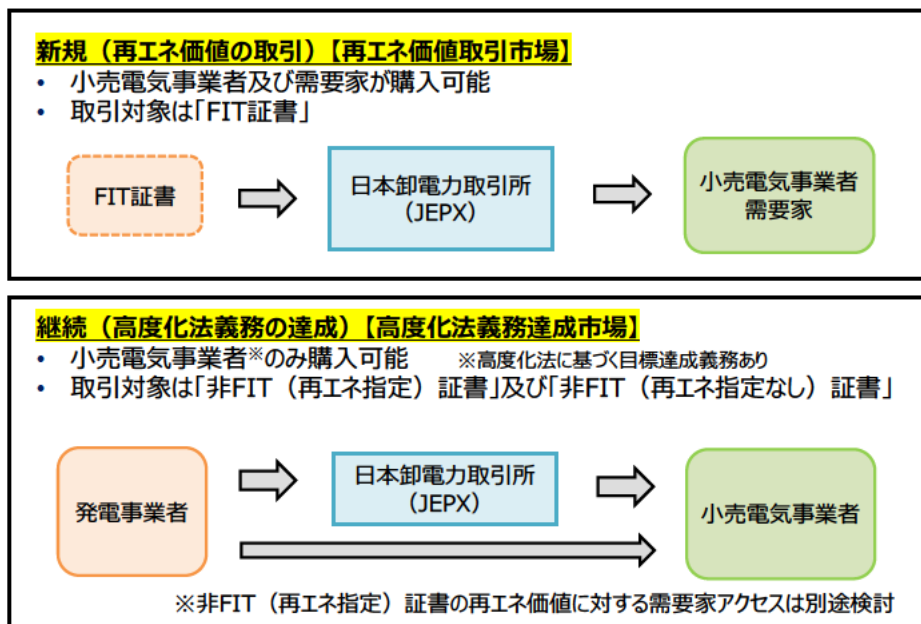 新規（再エネ価値の取引）【再エネ価値取引市場】
• 小売電気事業者及び需要家が購入可能
• 取引対象は「FIT証書」
FIT証書
日本卸電力取引所
（JEPX）
小売電気事業者
需要家
継続（高度化法義務の達成）【高度化法義務達成市場】
• 小売電気事業者※のみ購入可能 ※高度化法に基づく目標達成義務あり
• 取引対象は「非FIT（再エネ指定）証書」及び「非FIT（再エネ指定なし）証書」
発電事業者
日本卸電力取引所
（JEPX）
小売電気事業者
※非FIT（再エネ指定）証書の再エネ価値に対する需要家アクセスは別途検討